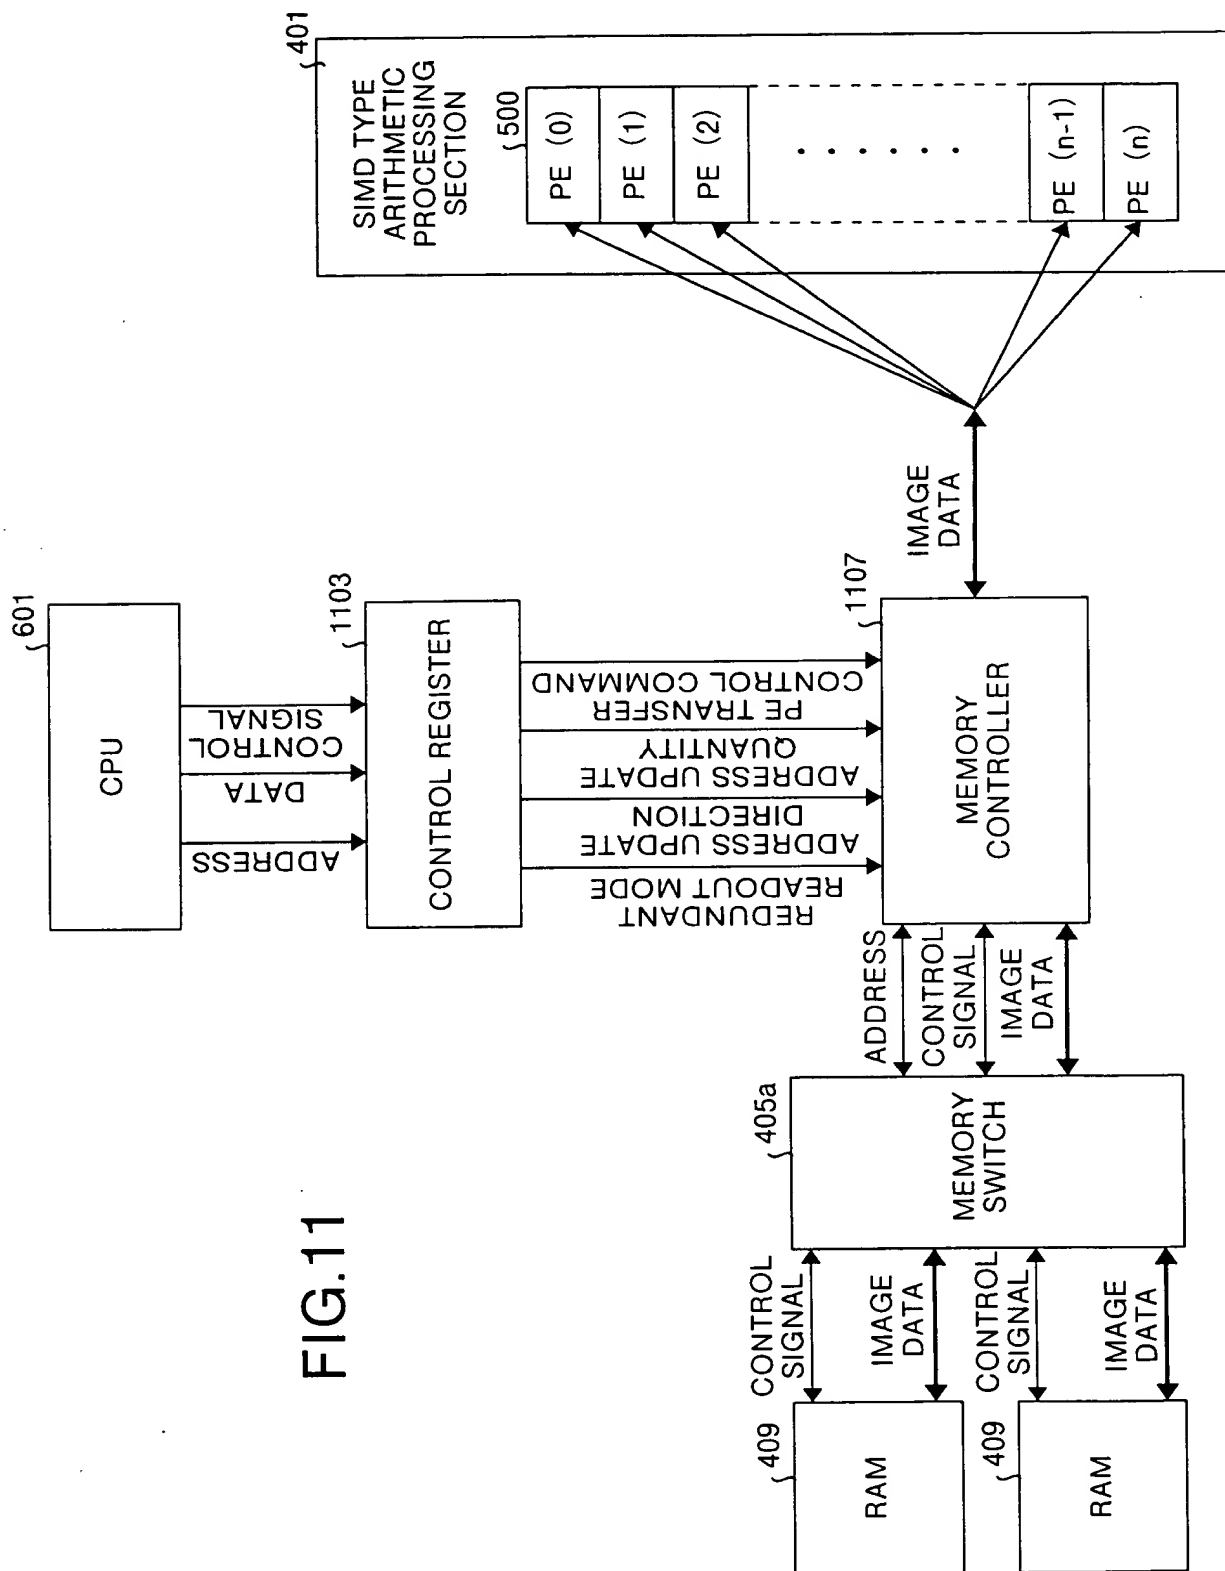 FIG.11
601
CPU
ADDRESS
DATA
CONTROL
SIGNAL
1103
CONTROL REGISTER
REDUNDANT
READOUT MODE
ADDRESS UPDATE
DIRECTION
ADDRESS UPDATE
QUANTITY
PE TRANSFER
CONTROL COMMAND
409
RAM
409
RAM
CONTROL
SIGNAL
IMAGE
DATA
CONTROL
SIGNAL
IMAGE
DATA
405a
MEMORY
SWITCH
ADDRESS
CONTROL
SIGNAL
IMAGE
DATA
1107
MEMORY
CONTROLLER
IMAGE
DATA
401
SIMD TYPE
ARITHMETIC
PROCESSING
SECTION
500
PE (0)
PE (1)
PE (2)
PE (n-1)
PE (n)